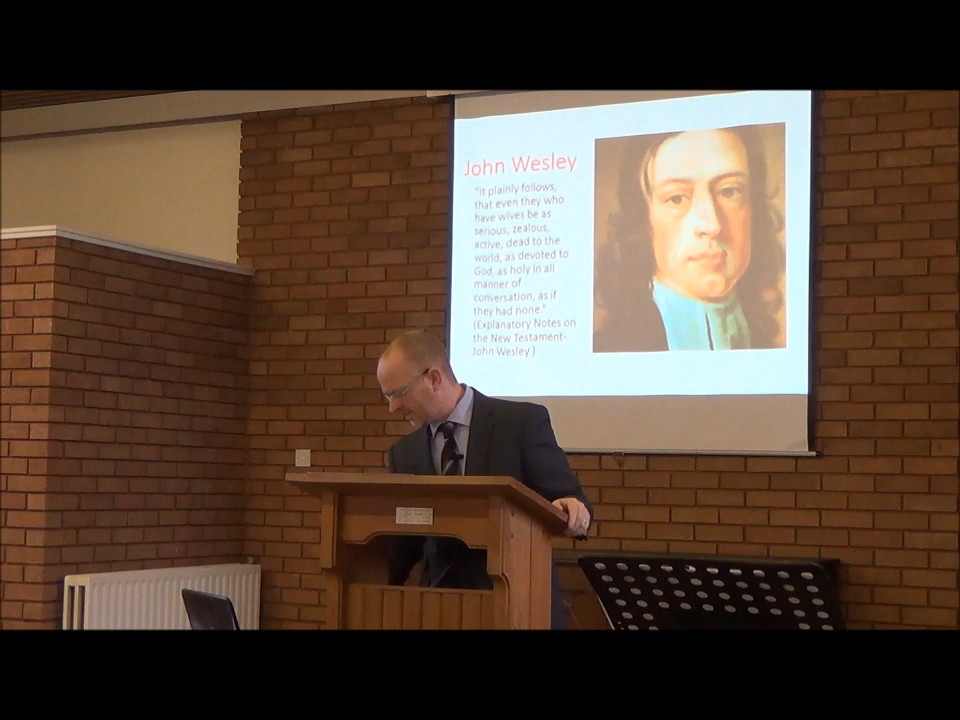 John Wesley
"It plainly follows,
that even they who
have wives be as
serious, zealous,
active, dead to the
world, as devoted to
God, as holy in all
manner of
conversation, as if
they had none."
(Explanatory Notes on
the New Testament-
John Wesley )